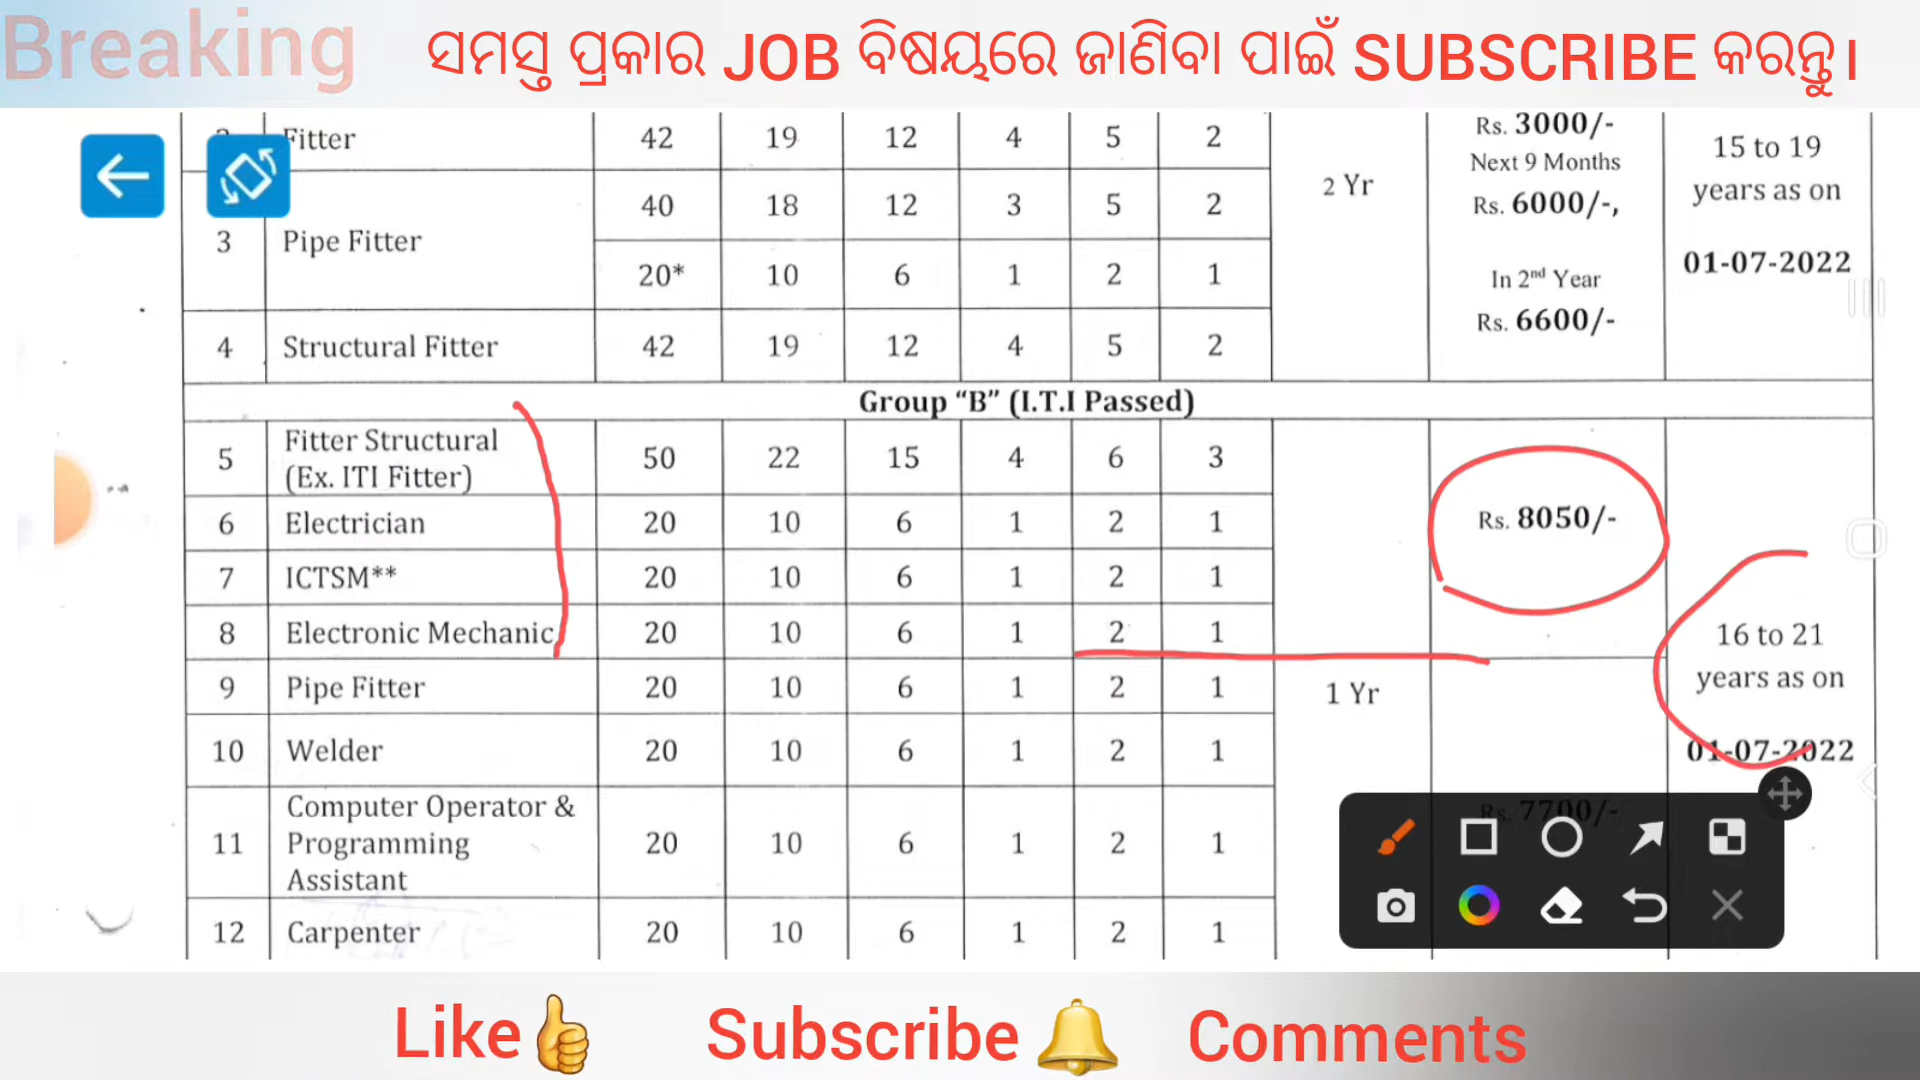 Breaking
ସମସ୍ତ ପ୍ରକାର JOB ବିଷୟରେ ଜାଣିବା ପାଇଁ SUBSCRIBE କରନ୍ତୁ।
Fitter 42 19 12 4 5 2
3 Pipe Fitter
40 18 12 3 5 2
20* 10 6 1 2 1
4 Structural Fitter 42 19 12 4 5 2
2 Yr
Rs. 3000/-
Next 9 Months
Rs. 6000/-,
In 2nd Year
Rs. 6600/-
15 to 19
years as on
01-07-2022
Group “B” (I.T.I Passed)
5 Fitter Structural
(Ex. ITI Fitter) 50 22 15 4 6 3
6 Electrician 20 10 6 1 2 1
7 ICTSM** 20 10 6 1 2 1
8 Electronic Mechanic 20 10 6 1 2 1
9 Pipe Fitter 20 10 6 1 2 1
10 Welder 20 10 6 1 2 1
11 Computer Operator &
Programming
Assistant 20 10 6 1 2 1
12 Carpenter 20 10 6 1 2 1
1 Yr
Rs. 8050/-
Rs. 7700/-
16 to 21
years as on
01-07-2022
Like Subscribe Comments